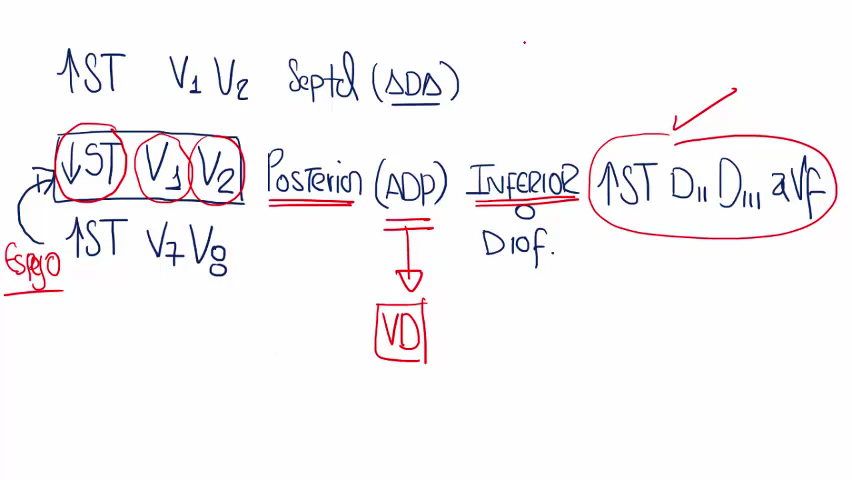 ↑ST V1 V2 Septal (ADA)
↓ST V1 V2 POSTERIOR (ADP) INFERIOR ↑ST DII DIII aVF
↑ST V7 V8 o
Espejo DIAF.
VD